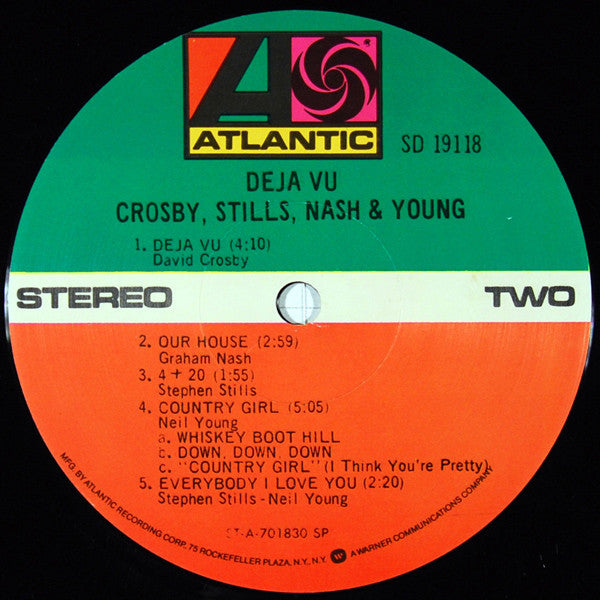 ATLANTIC
SD 19118
DEJA VU
CROSBY, STILLS, NASH & YOUNG
1. DEJA VU (4:10)
David Crosby
STEREO
TWO
2. OUR HOUSE (2:59)
Graham Nash
3. 4 + 20 (1:55)
Stephen Stills
4. COUNTRY GIRL (5:05)
Neil Young
a. WHISKEY BOOT HILL
b. DOWN, DOWN, DOWN
c. "COUNTRY GIRL" (I Think You're Pretty)
5. EVERYBODY I LOVE YOU (2:20)
Stephen Stills - Neil Young
ST-A-701830 SP
MFG. BY ATLANTIC RECORDING CORP., 75 ROCKEFELLER PLAZA, N.Y., N.Y. W A WARNER COMMUNICATIONS COMPANY